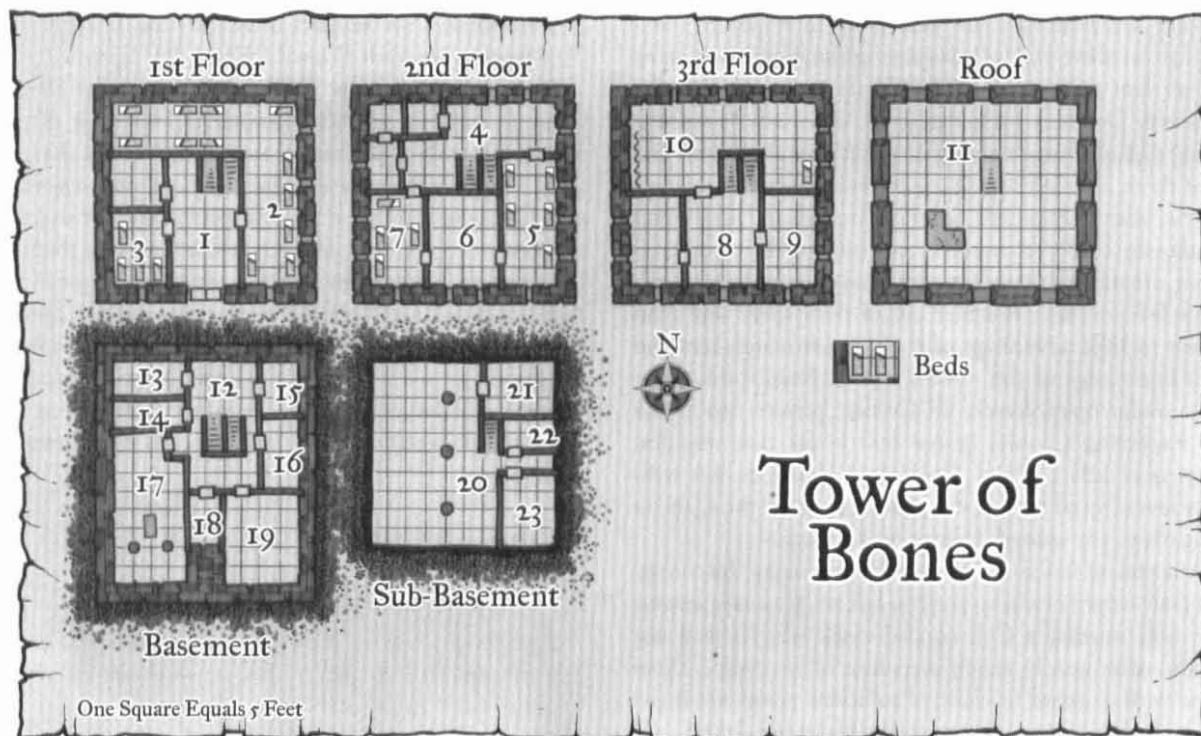 1st Floor
2nd Floor
3rd Floor
Roof
1
2
3
4
5
6
7
8
9
10
11
N
Beds
12
13
14
15
16
17
18
19
20
21
22
23
Tower of
Bones
Sub-Basement
Basement
One Square Equals 5 Feet